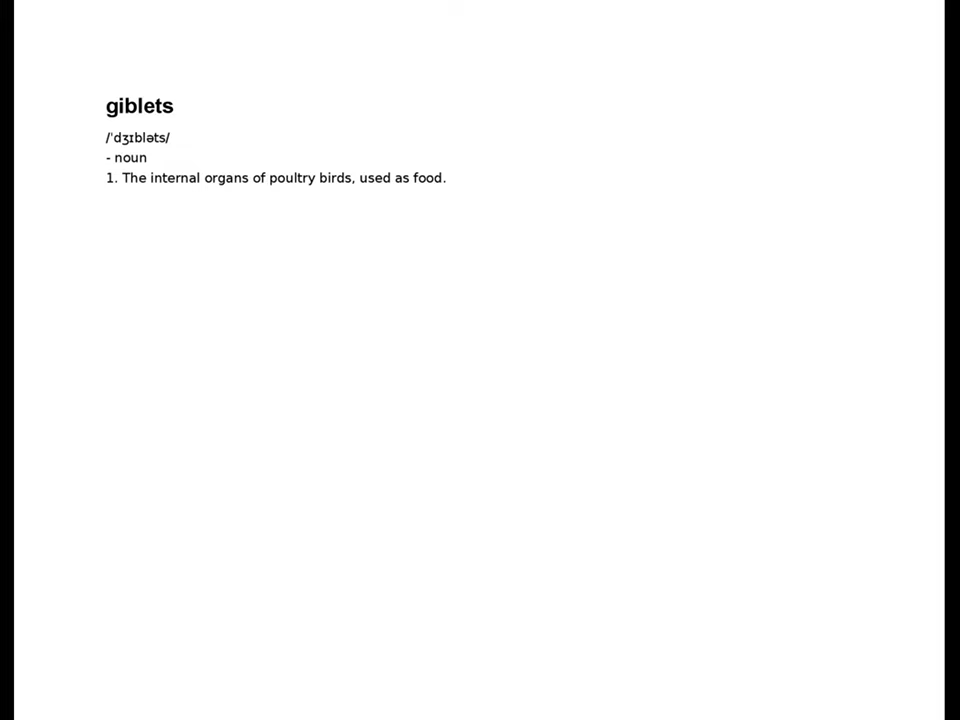 giblets
/ˈdʒɪbləts/
- noun
1. The internal organs of poultry birds, used as food.